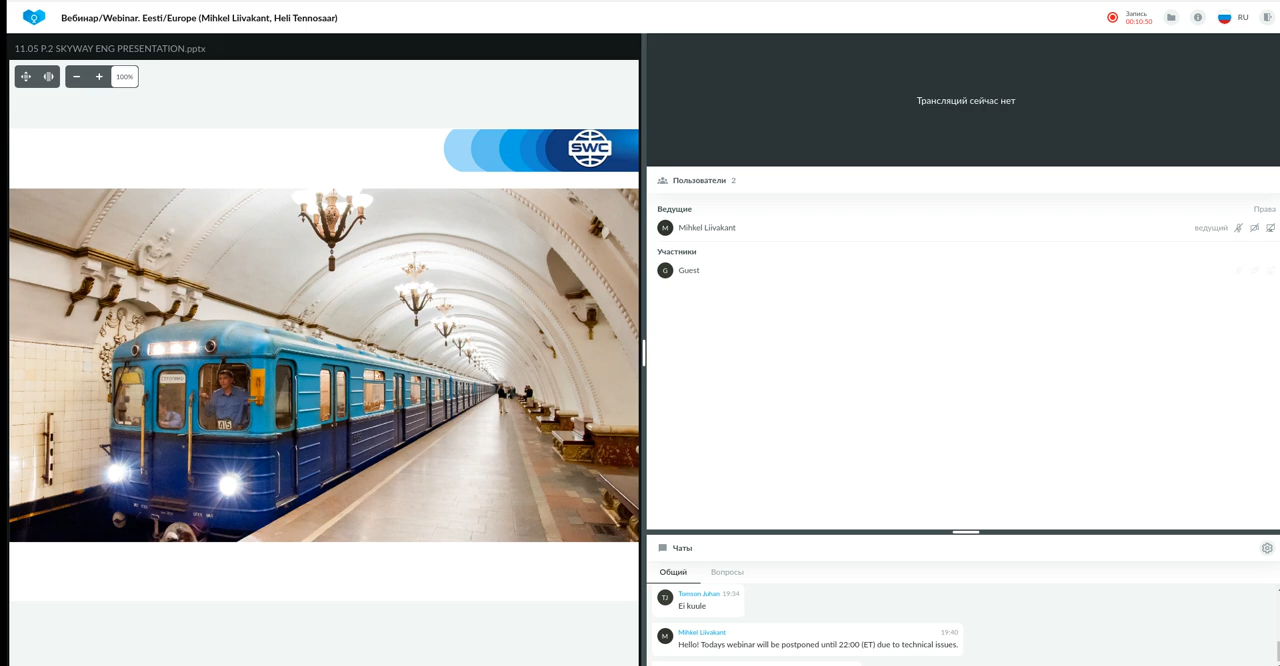 Вебинар/Webinar. Eesti/Europe (Mihkel Liivakant, Heli Tennosaar)
Запись
00:10:50
RU
11.05 P.2 SKYWAY ENG PRESENTATION.pptx
100%
SWC
Трансляций сейчас нет
Пользователи 2
Ведущие Права
M Mihkel Liivakant ведущий
Участники
G Guest
Чаты
Общий Вопросы
TJ Tomson Juhan 19:34
Ei kuule
M Mihkel Liivakant 19:40
Hello! Todays webinar will be postponed until 22:00 (ET) due to technical issues.